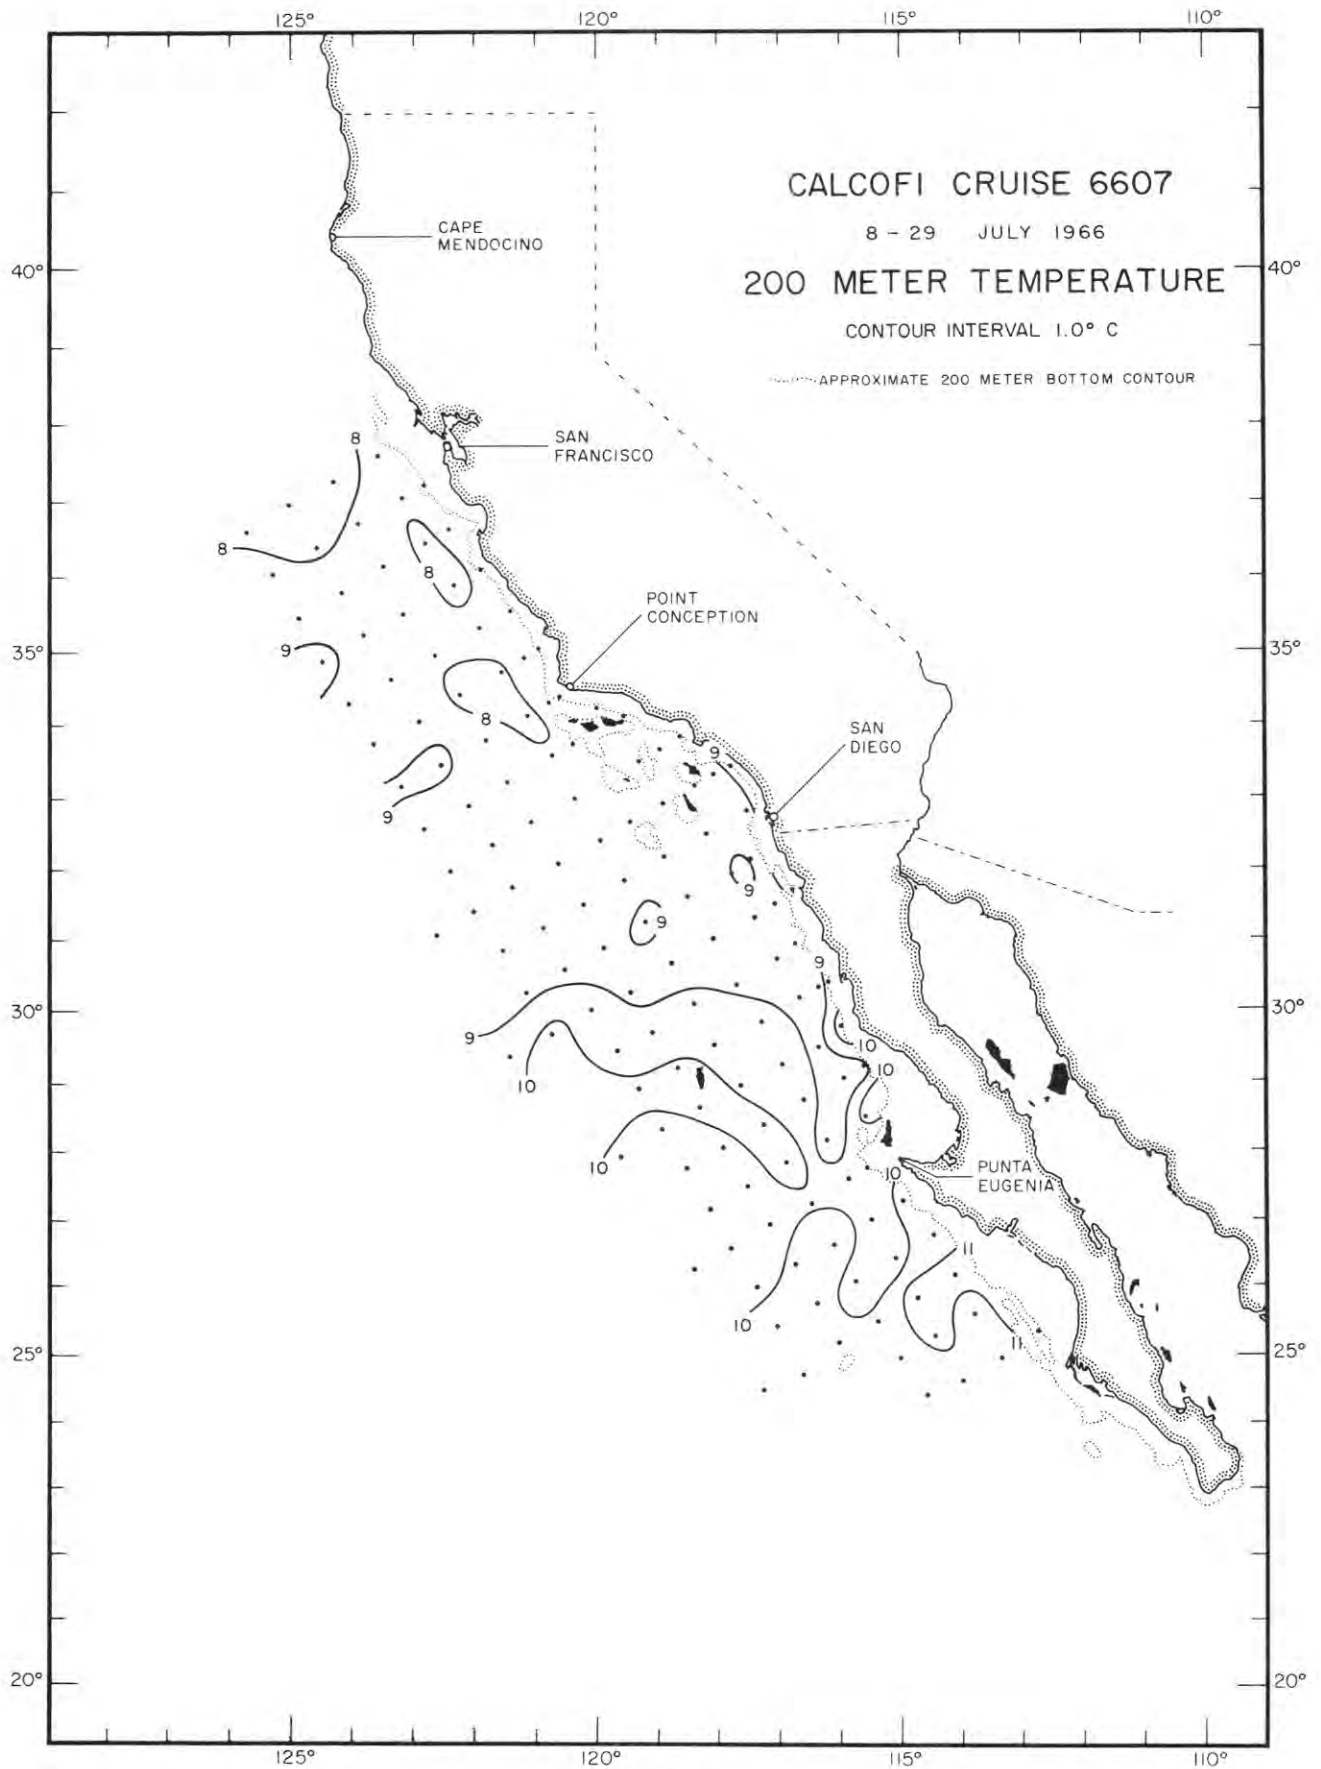 125° 120° 115° 110°
CALCOFI CRUISE 6607
8 - 29 JULY 1966
CAPE
MENDOCINO
40° 40°
200 METER TEMPERATURE
CONTOUR INTERVAL 1.0° C
APPROXIMATE 200 METER BOTTOM CONTOUR
8
SAN
FRANCISCO
8
8
POINT
CONCEPTION
35° 35°
9
8
SAN
DIEGO
9
9
9
9
9
30° 30°
9
10
10
10
10
10
PUNTA
EUGENIA
11
10
11
25° 25°
20° 20°
125° 120° 115° 110°